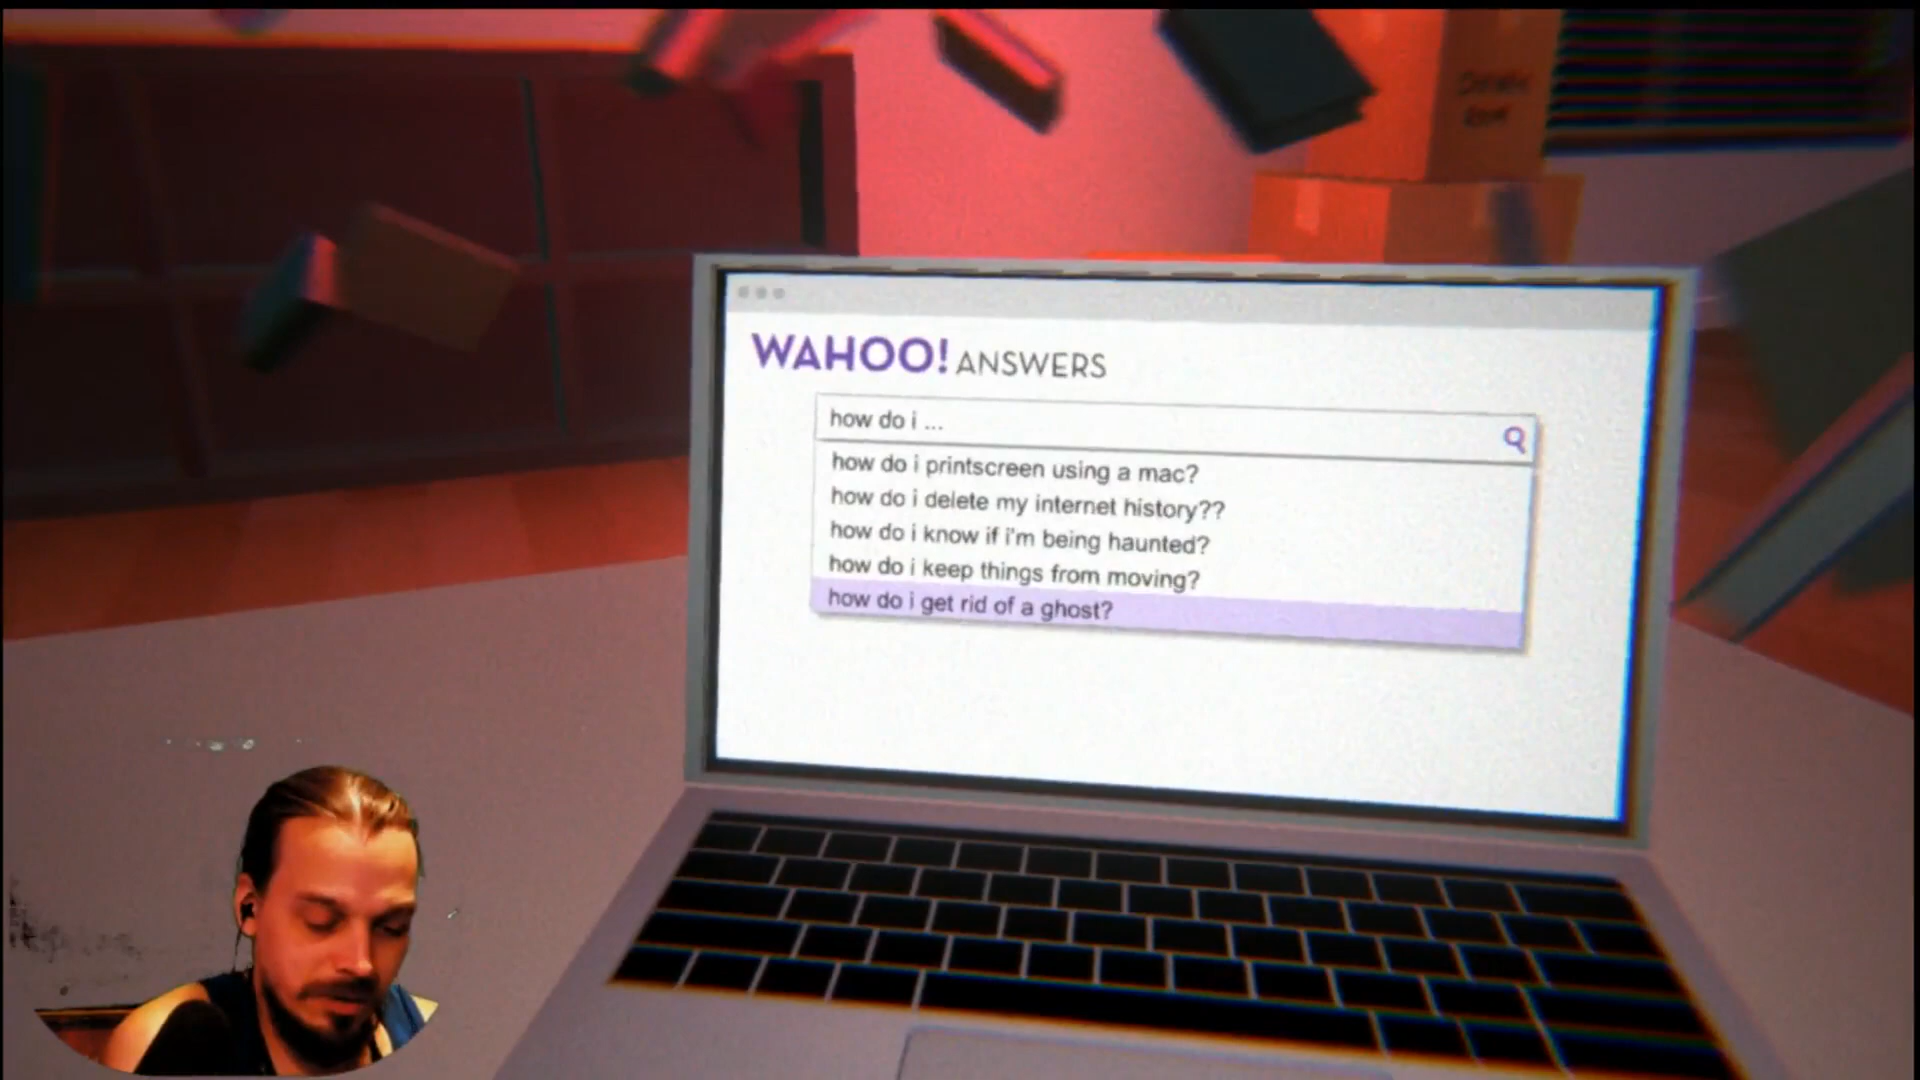 WAHOO! ANSWERS
how do i ...
how do i printscreen using a mac?
how do i delete my internet history??
how do i know if i'm being haunted?
how do i keep things from moving?
how do i get rid of a ghost?